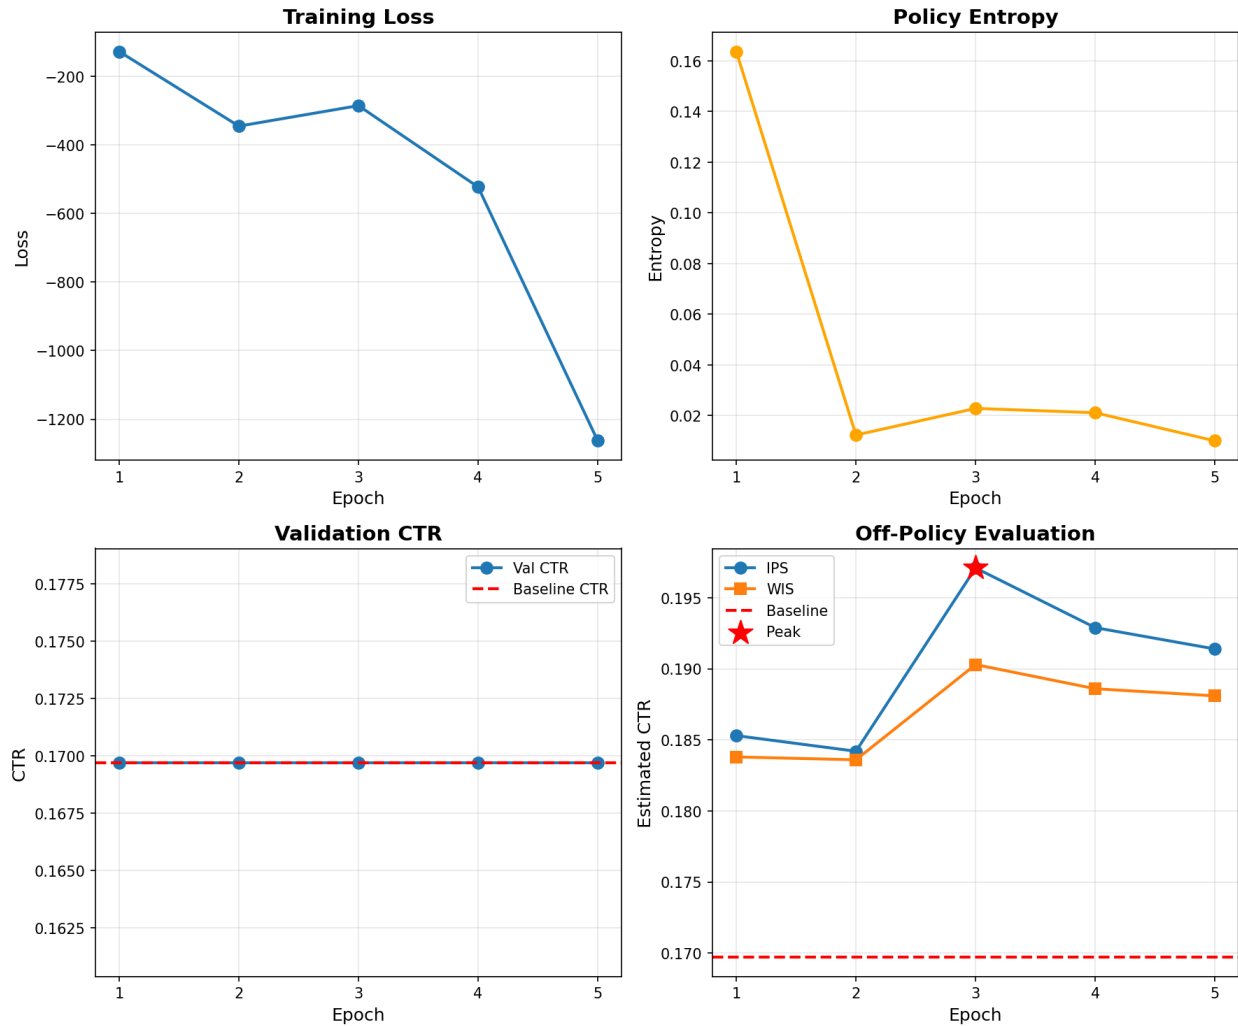 Training Loss
−200
−400
−600
−800
−1000
−1200
Loss
1 2 3 4 5
Epoch
Policy Entropy
0.16
0.14
0.12
0.10
0.08
0.06
0.04
0.02
Entropy
1 2 3 4 5
Epoch
Validation CTR
Val CTR
Baseline CTR
0.1775
0.1750
0.1725
0.1700
0.1675
0.1650
0.1625
CTR
1 2 3 4 5
Epoch
Off-Policy Evaluation
IPS
WIS
Baseline
Peak
0.195
0.190
0.185
0.180
0.175
0.170
Estimated CTR
1 2 3 4 5
Epoch